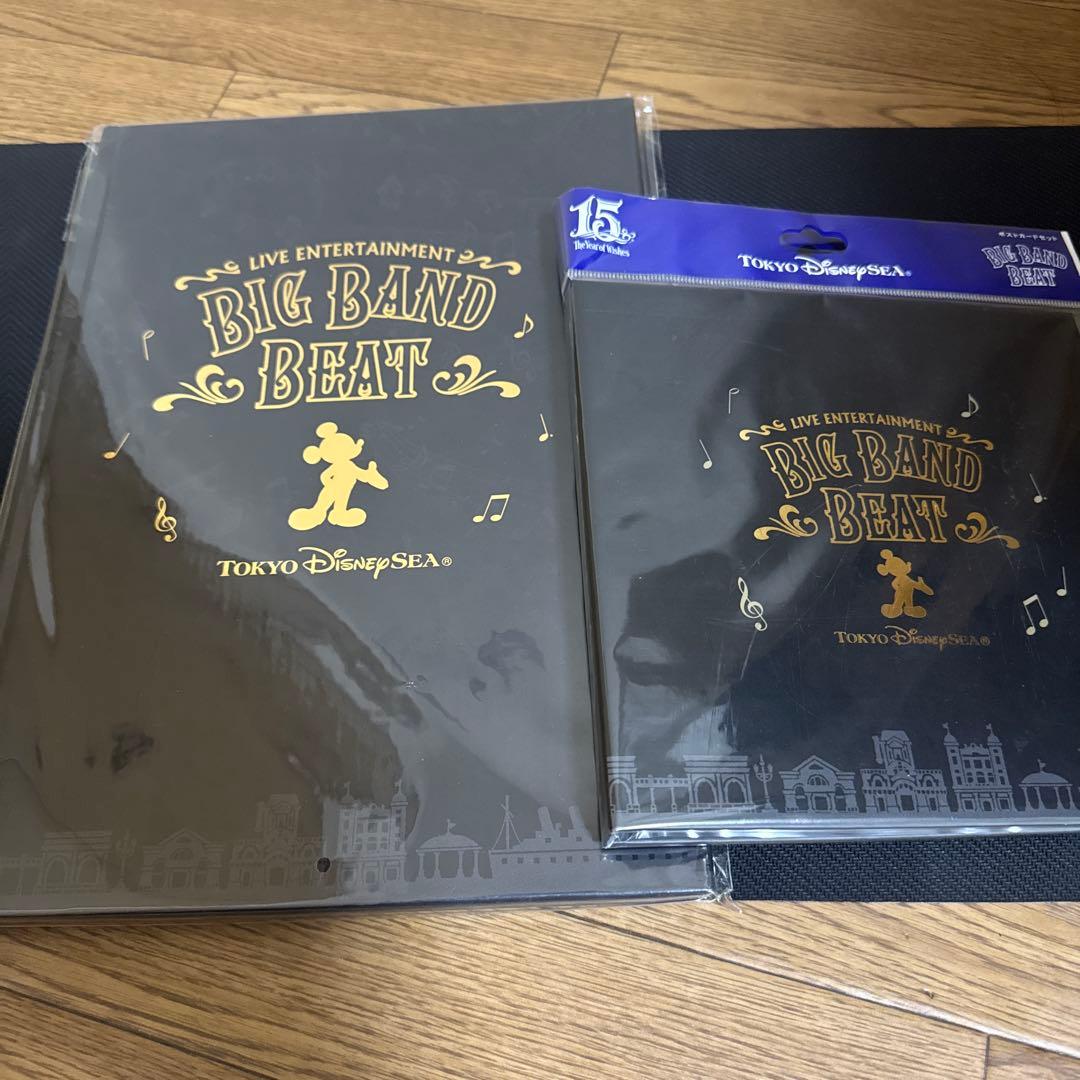 LIVE ENTERTAINMENT
BIG BAND
BEAT
TOKYO DISNEYSEA®
15
The Year of Wishes
TOKYO DISNEYSEA®
ポストカードセット
BIG BAND
BEAT
LIVE ENTERTAINMENT
BIG BAND
BEAT
TOKYO DISNEYSEA®